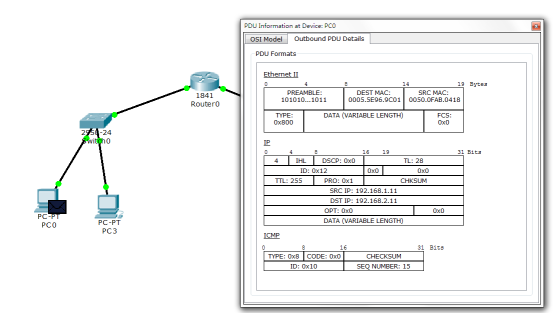 PDU Information at Device: PC0
OSI Model Outbound PDU Details
PDU Formats
Ethernet II
0 4 8 14 19 Bytes
PREAMBLE: 101010...1011 DEST MAC: 0005.5E96.9C01 SRC MAC: 0050.0FAB.0418
TYPE: 0x800 DATA (VARIABLE LENGTH) FCS: 0x0
IP
0 4 8 16 19 31 Bits
4 IHL DSCP: 0x0 TL: 28
ID: 0x12 0x0 0x0
TTL: 255 PRO: 0x1 CHKSUM
SRC IP: 192.168.1.11
DST IP: 192.168.2.11
OPT: 0x0 0x0
DATA (VARIABLE LENGTH)
ICMP
0 8 16 31 Bits
TYPE: 0x8 CODE: 0x0 CHECKSUM
ID: 0x10 SEQ NUMBER: 15
1841
Router0
2950-24
Switch0
PC-PT
PC0
PC-PT
PC3